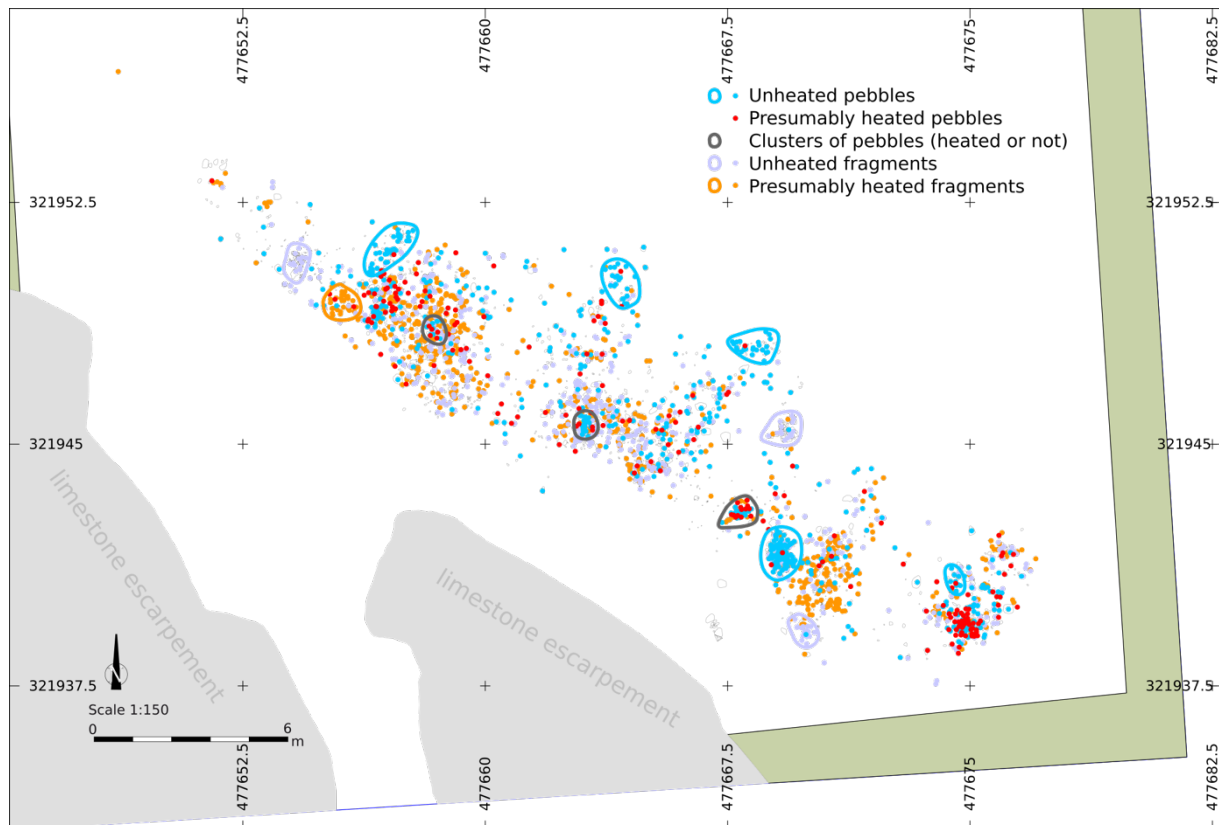 477652.5
477660
477667.5
477675
477682.5
Unheated pebbles
Presumably heated pebbles
Clusters of pebbles (heated or not)
Unheated fragments
Presumably heated fragments
321952.5
321952.5
321945
321945
limestone escarpement
limestone escarpement
321937.5
321937.5
N
Scale 1:150
0
6
m
477652.5
477660
477667.5
477675
477682.5